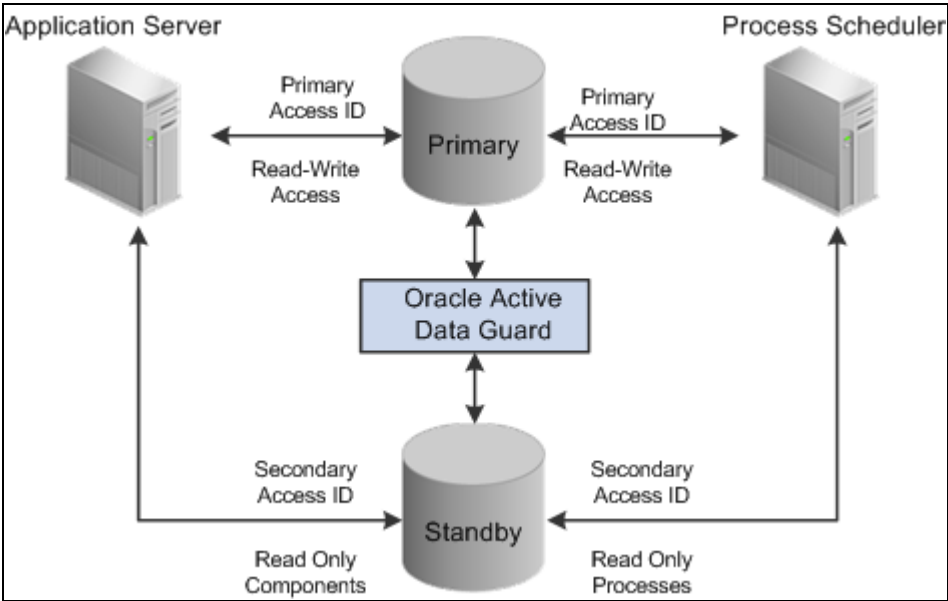 Application Server
Process Scheduler
Primary
Access ID
Read-Write
Access
Primary
Primary
Access ID
Read-Write
Access
Oracle Active
Data Guard
Secondary
Access ID
Read Only
Components
Standby
Secondary
Access ID
Read Only
Processes